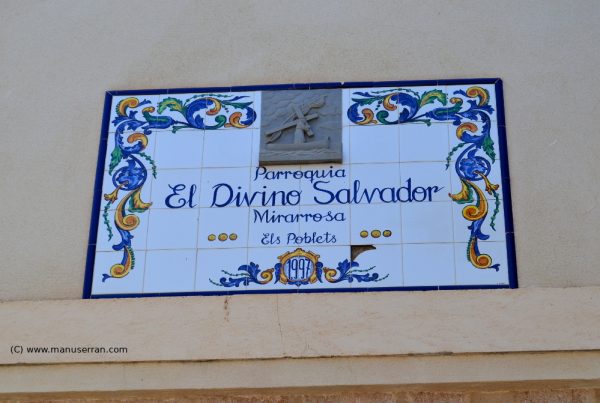 Parroquia
El Divino Salvador
Mirarrosa
Els Poblets
1997
(C) www.manuserran.com